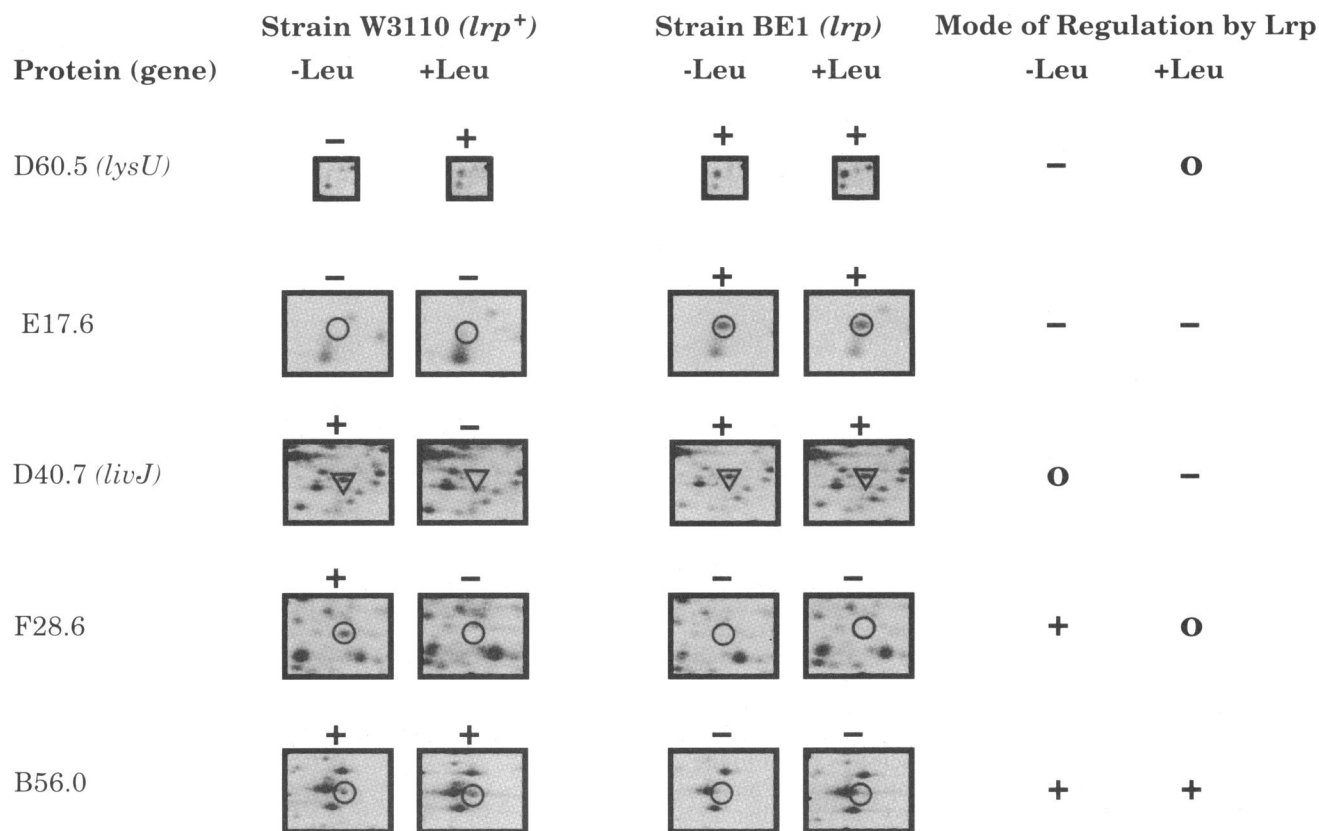 Strain W3110 (lrp+) Strain BE1 (lrp) Mode of Regulation by Lrp
Protein (gene) -Leu +Leu -Leu +Leu -Leu +Leu
− + + +
D60.5 (lysU) − o
− − + +
E17.6 − −
+ − + +
D40.7 (livJ) o −
+ − − −
F28.6 + o
+ + − −
B56.0 + +